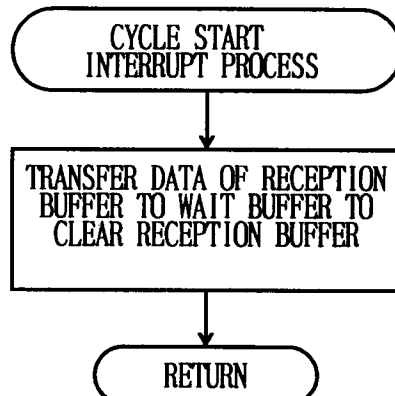 CYCLE START
INTERRUPT PROCESS
TRANSFER DATA OF RECEPTION
BUFFER TO WAIT BUFFER TO
CLEAR RECEPTION BUFFER
RETURN